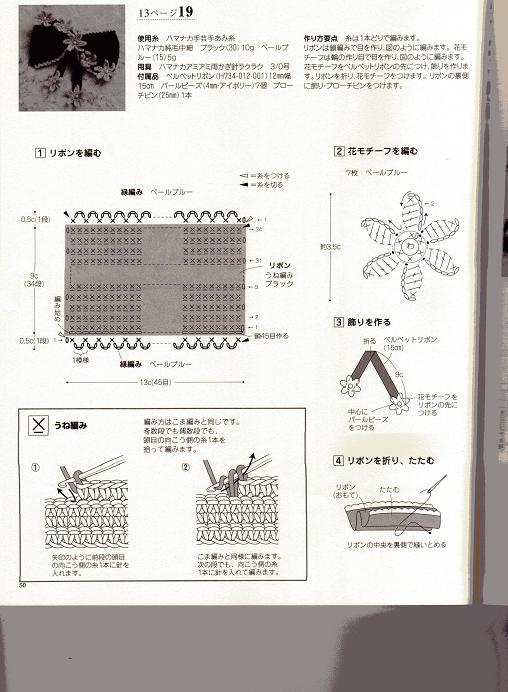 13ページ19
使用糸 ハマナカ手芸手あみ糸
ハマナカ純毛中細 ブラック(30)10g ペールブ
ルー(15)5g
用具 ハマナカアミアミ両かぎ針ラクラク 3/0号
付属品 ベルベットリボン(H734-012-001)12mm幅
15cm パールビーズ(4mm・アイボリー)7個 ブロー
チピン(25mm)1本
作り方要点 糸は1本どりで編みます。
リボンは鎖編みで目を作り、図のように編みます。花モ
チーフは輪の作り目で目を作り、図のように編みます。
花モチーフをベルベットリボンの先につけ、飾りを作りま
す。リボンを折り、花モチーフをつけます。リボンの裏側
に飾り・ブローチピンをつけます。
1 リボンを編む
=糸をつける
=糸を切る
縁編み ペールブルー
0.5c(1段)
1
34
31
リボン
うね編み
ブラック
9c
(34段)
5
編み始め
2
1
鎖45目作る
0.5c(1段)
1
1模様
縁編み ペールブルー
13c(45目)
2 花モチーフを編む
7枚 ペールブルー
2
約3.5c
3 飾りを作る
折る
ベルベットリボン
(15cm)
9c
花モチーフを
リボンの先に
つける
中心に
パールビーズ
をつける
うね編み
編み方はこま編みと同じです。
奇数段でも偶数段でも、
頭目の向こう側の糸1本を
拾って編みます。
①
②
矢印のように前段の頭目
の向こう側の糸1本に針を
入れます。
こま編みと同様に編みます。
次の段でも、向こう側の糸
1本に針を入れて編みます。
4 リボンを折り、たたむ
リボン
(おもて)
たたむ
リボンの中央を裏側で縫いとめる
50